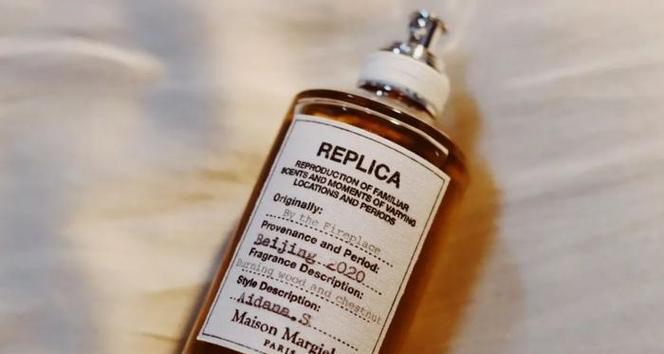 REPLICA
REPRODUCTION OF FAMILIAR
SCENTS AND MOMENTS OF VARYING
LOCATIONS AND PERIODS
Originally:
By the Fireplace
Provenance and Period:
Beijing 2020
Fragrance Description:
Burning wood and chestnut
Style Description:
Aidana.S
Maison Margiel
PARIS